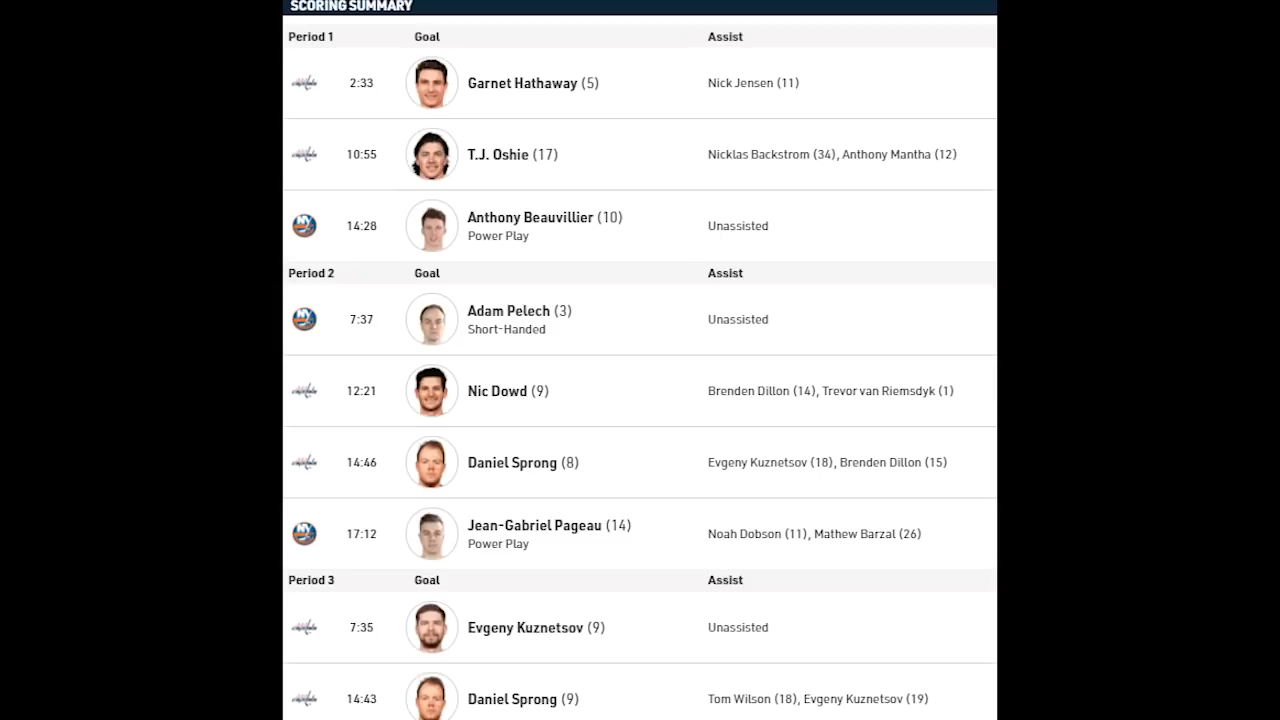 SCORING SUMMARY
Period 1 Goal Assist
2:33 Garnet Hathaway (5) Nick Jensen (11)
10:55 T.J. Oshie (17) Nicklas Backstrom (34), Anthony Mantha (12)
14:28 Anthony Beauvillier (10) Unassisted
Power Play
Period 2 Goal Assist
7:37 Adam Pelech (3) Unassisted
Short-Handed
12:21 Nic Dowd (9) Brenden Dillon (14), Trevor van Riemsdyk (1)
14:46 Daniel Sprong (8) Evgeny Kuznetsov (18), Brenden Dillon (15)
17:12 Jean-Gabriel Pageau (14) Noah Dobson (11), Mathew Barzal (26)
Power Play
Period 3 Goal Assist
7:35 Evgeny Kuznetsov (9) Unassisted
14:43 Daniel Sprong (9) Tom Wilson (18), Evgeny Kuznetsov (19)